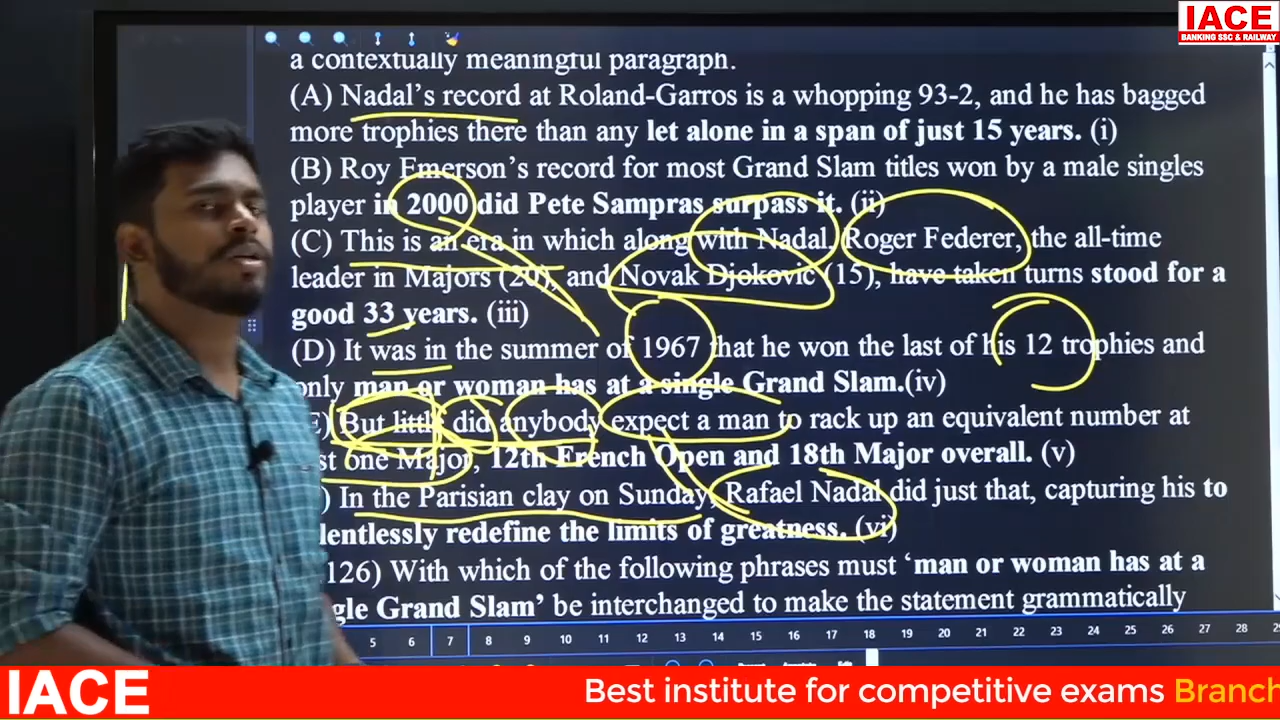 IACE
BANKING SSC & RAILWAY
a contextually meaningful paragraph.
(A) Nadal's record at Roland-Garros is a whopping 93-2, and he has bagged
more trophies there than any let alone in a span of just 15 years. (i)
(B) Roy Emerson's record for most Grand Slam titles won by a male singles
player in 2000 did Pete Sampras surpass it. (ii)
(C) This is an era in which along with Nadal, Roger Federer, the all-time
leader in Majors (20), and Novak Djokovic (15), have taken turns stood for a
good 33 years. (iii)
(D) It was in the summer of 1967 that he won the last of his 12 trophies and
only man or woman has at a single Grand Slam.(iv)
E) But little did anybody expect a man to rack up an equivalent number at
st one Major, 12th French Open and 18th Major overall. (v)
) In the Parisian clay on Sunday, Rafael Nadal did just that, capturing his to
lentlessly redefine the limits of greatness. (vi)
126) With which of the following phrases must ‘man or woman has at a
gle Grand Slam’ be interchanged to make the statement grammatically
5 6 7 8 9 10 11 12 13 14 15 16 17 18 19 20 21 22 23 24 25 26 27 28
IACE
Best institute for competitive exams Branch